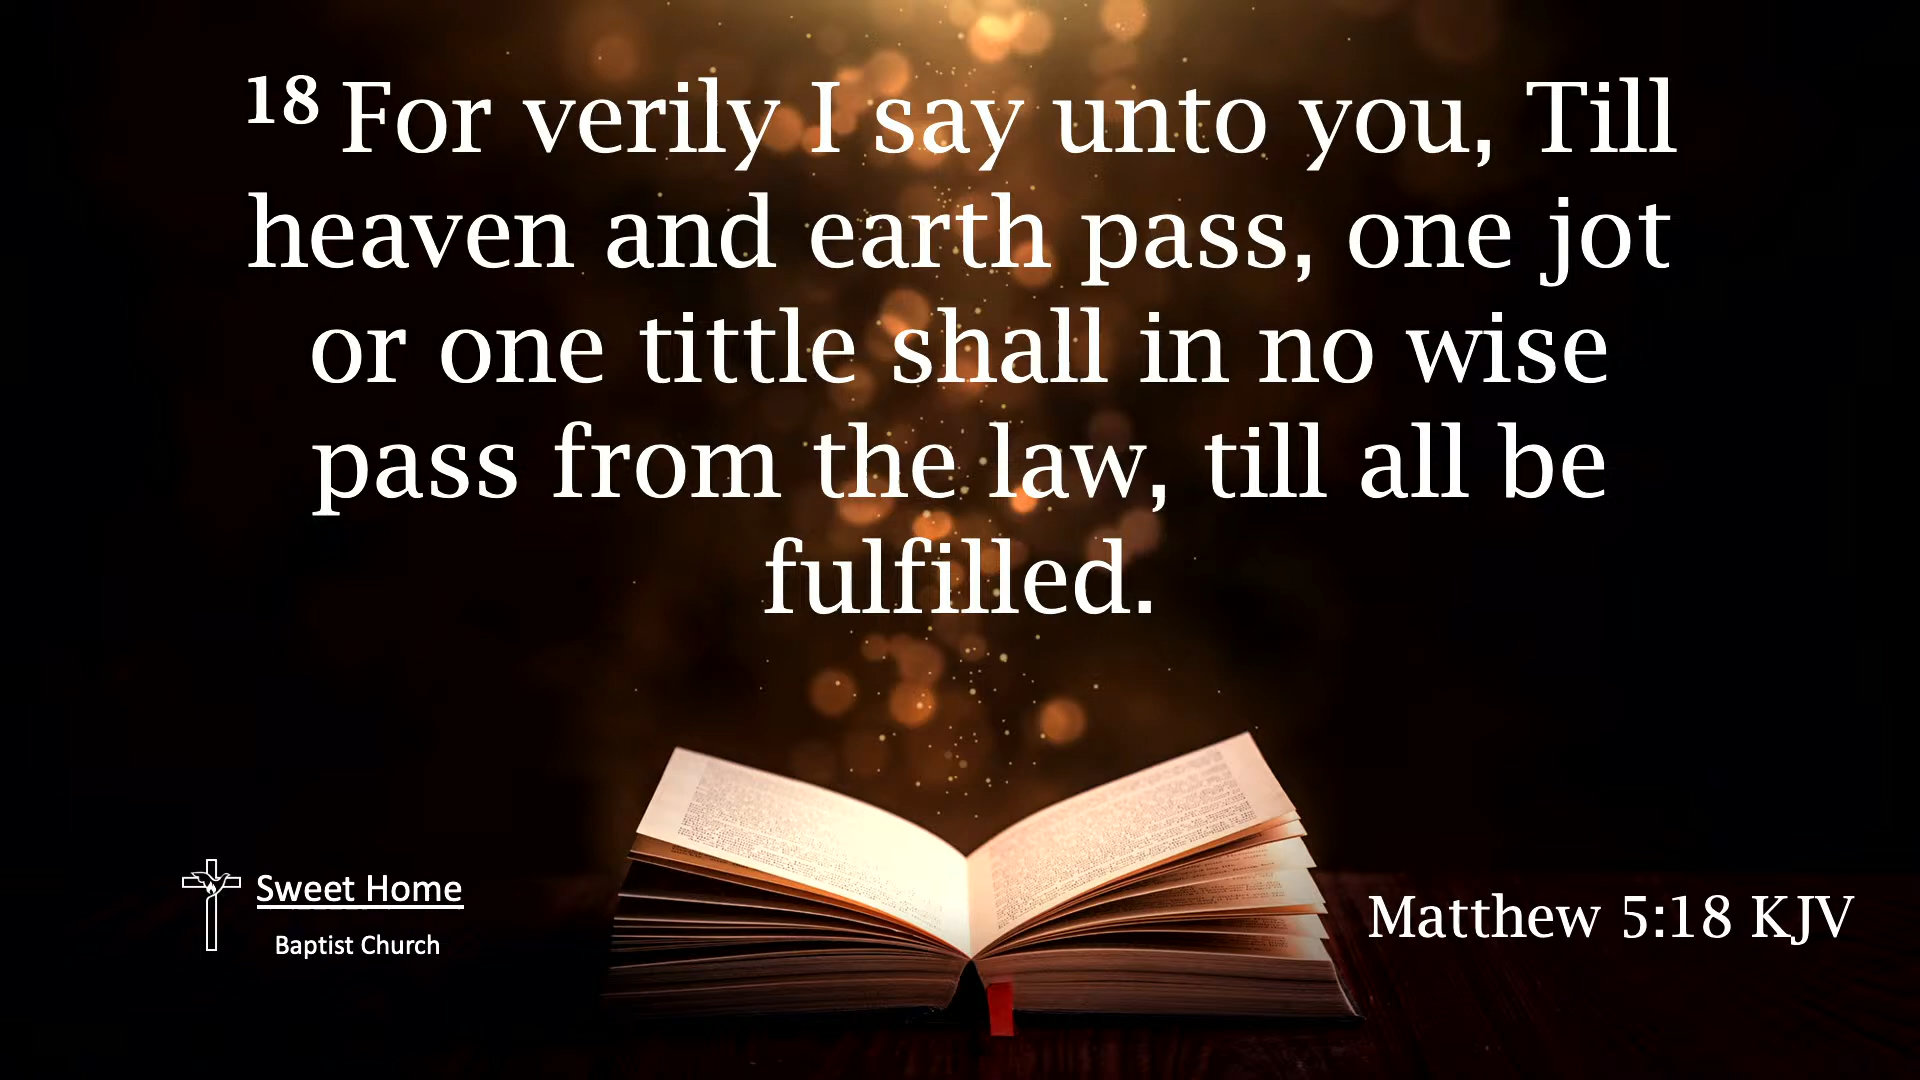 18 For verily I say unto you, Till
heaven and earth pass, one jot
or one tittle shall in no wise
pass from the law, till all be
fulfilled.
Sweet Home
Baptist Church
Matthew 5:18 KJV